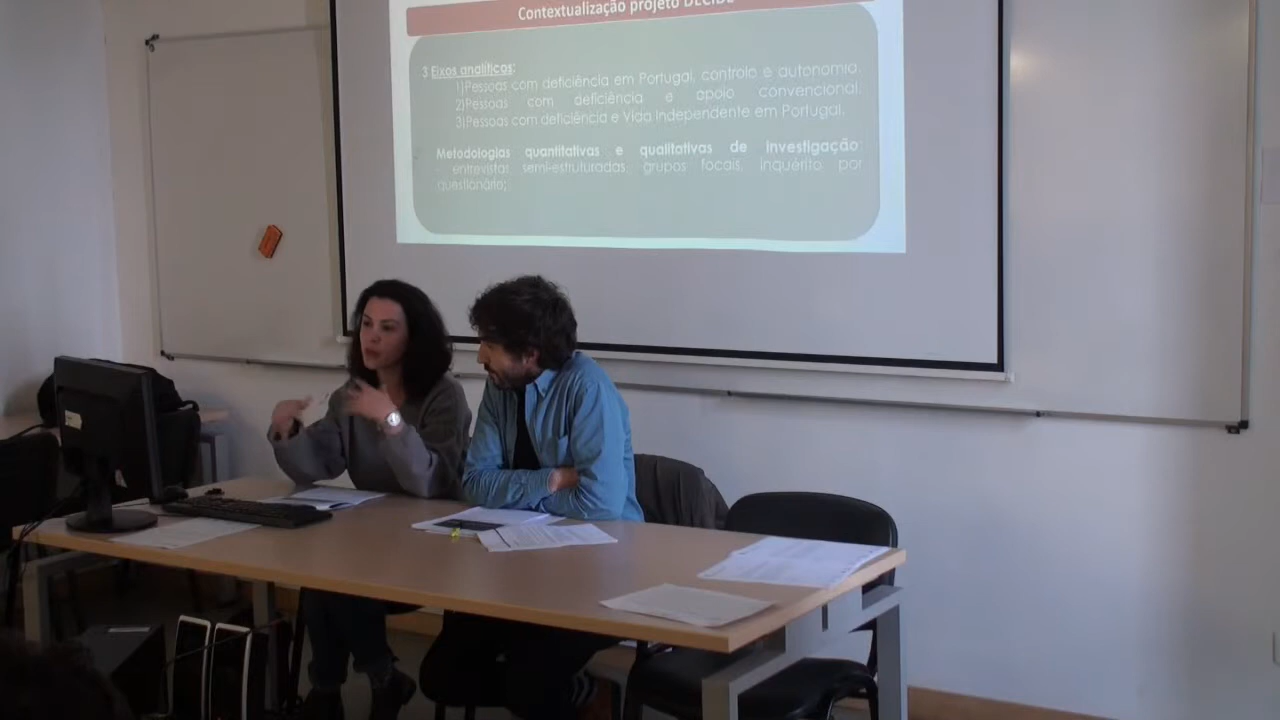 Contextualização projeto DECIDE
3 Eixos analíticos:
1)Pessoas com deficiência em Portugal, controlo e autonomia.
2)Pessoas com deficiência e apoio convencional.
3)Pessoas com deficiência e Vida Independente em Portugal.
Metodologias quantitativas e qualitativas de investigação:
entrevistas semi-estruturadas, grupos focais, inquérito por
questionário;